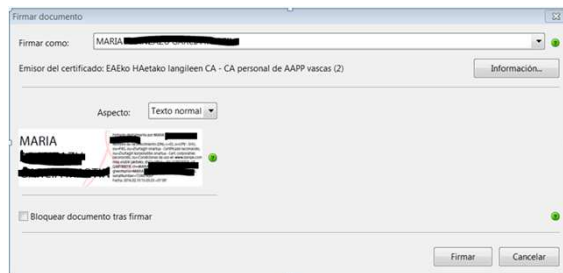 Firmar documento
Firmar como: MARIA
Emisor del certificado: EAEko HAetako langileen CA - CA personal de AAPP vascas (2)
Información...
Aspecto: Texto normal
MARIA
Bloquear documento tras firmar
Firmar
Cancelar